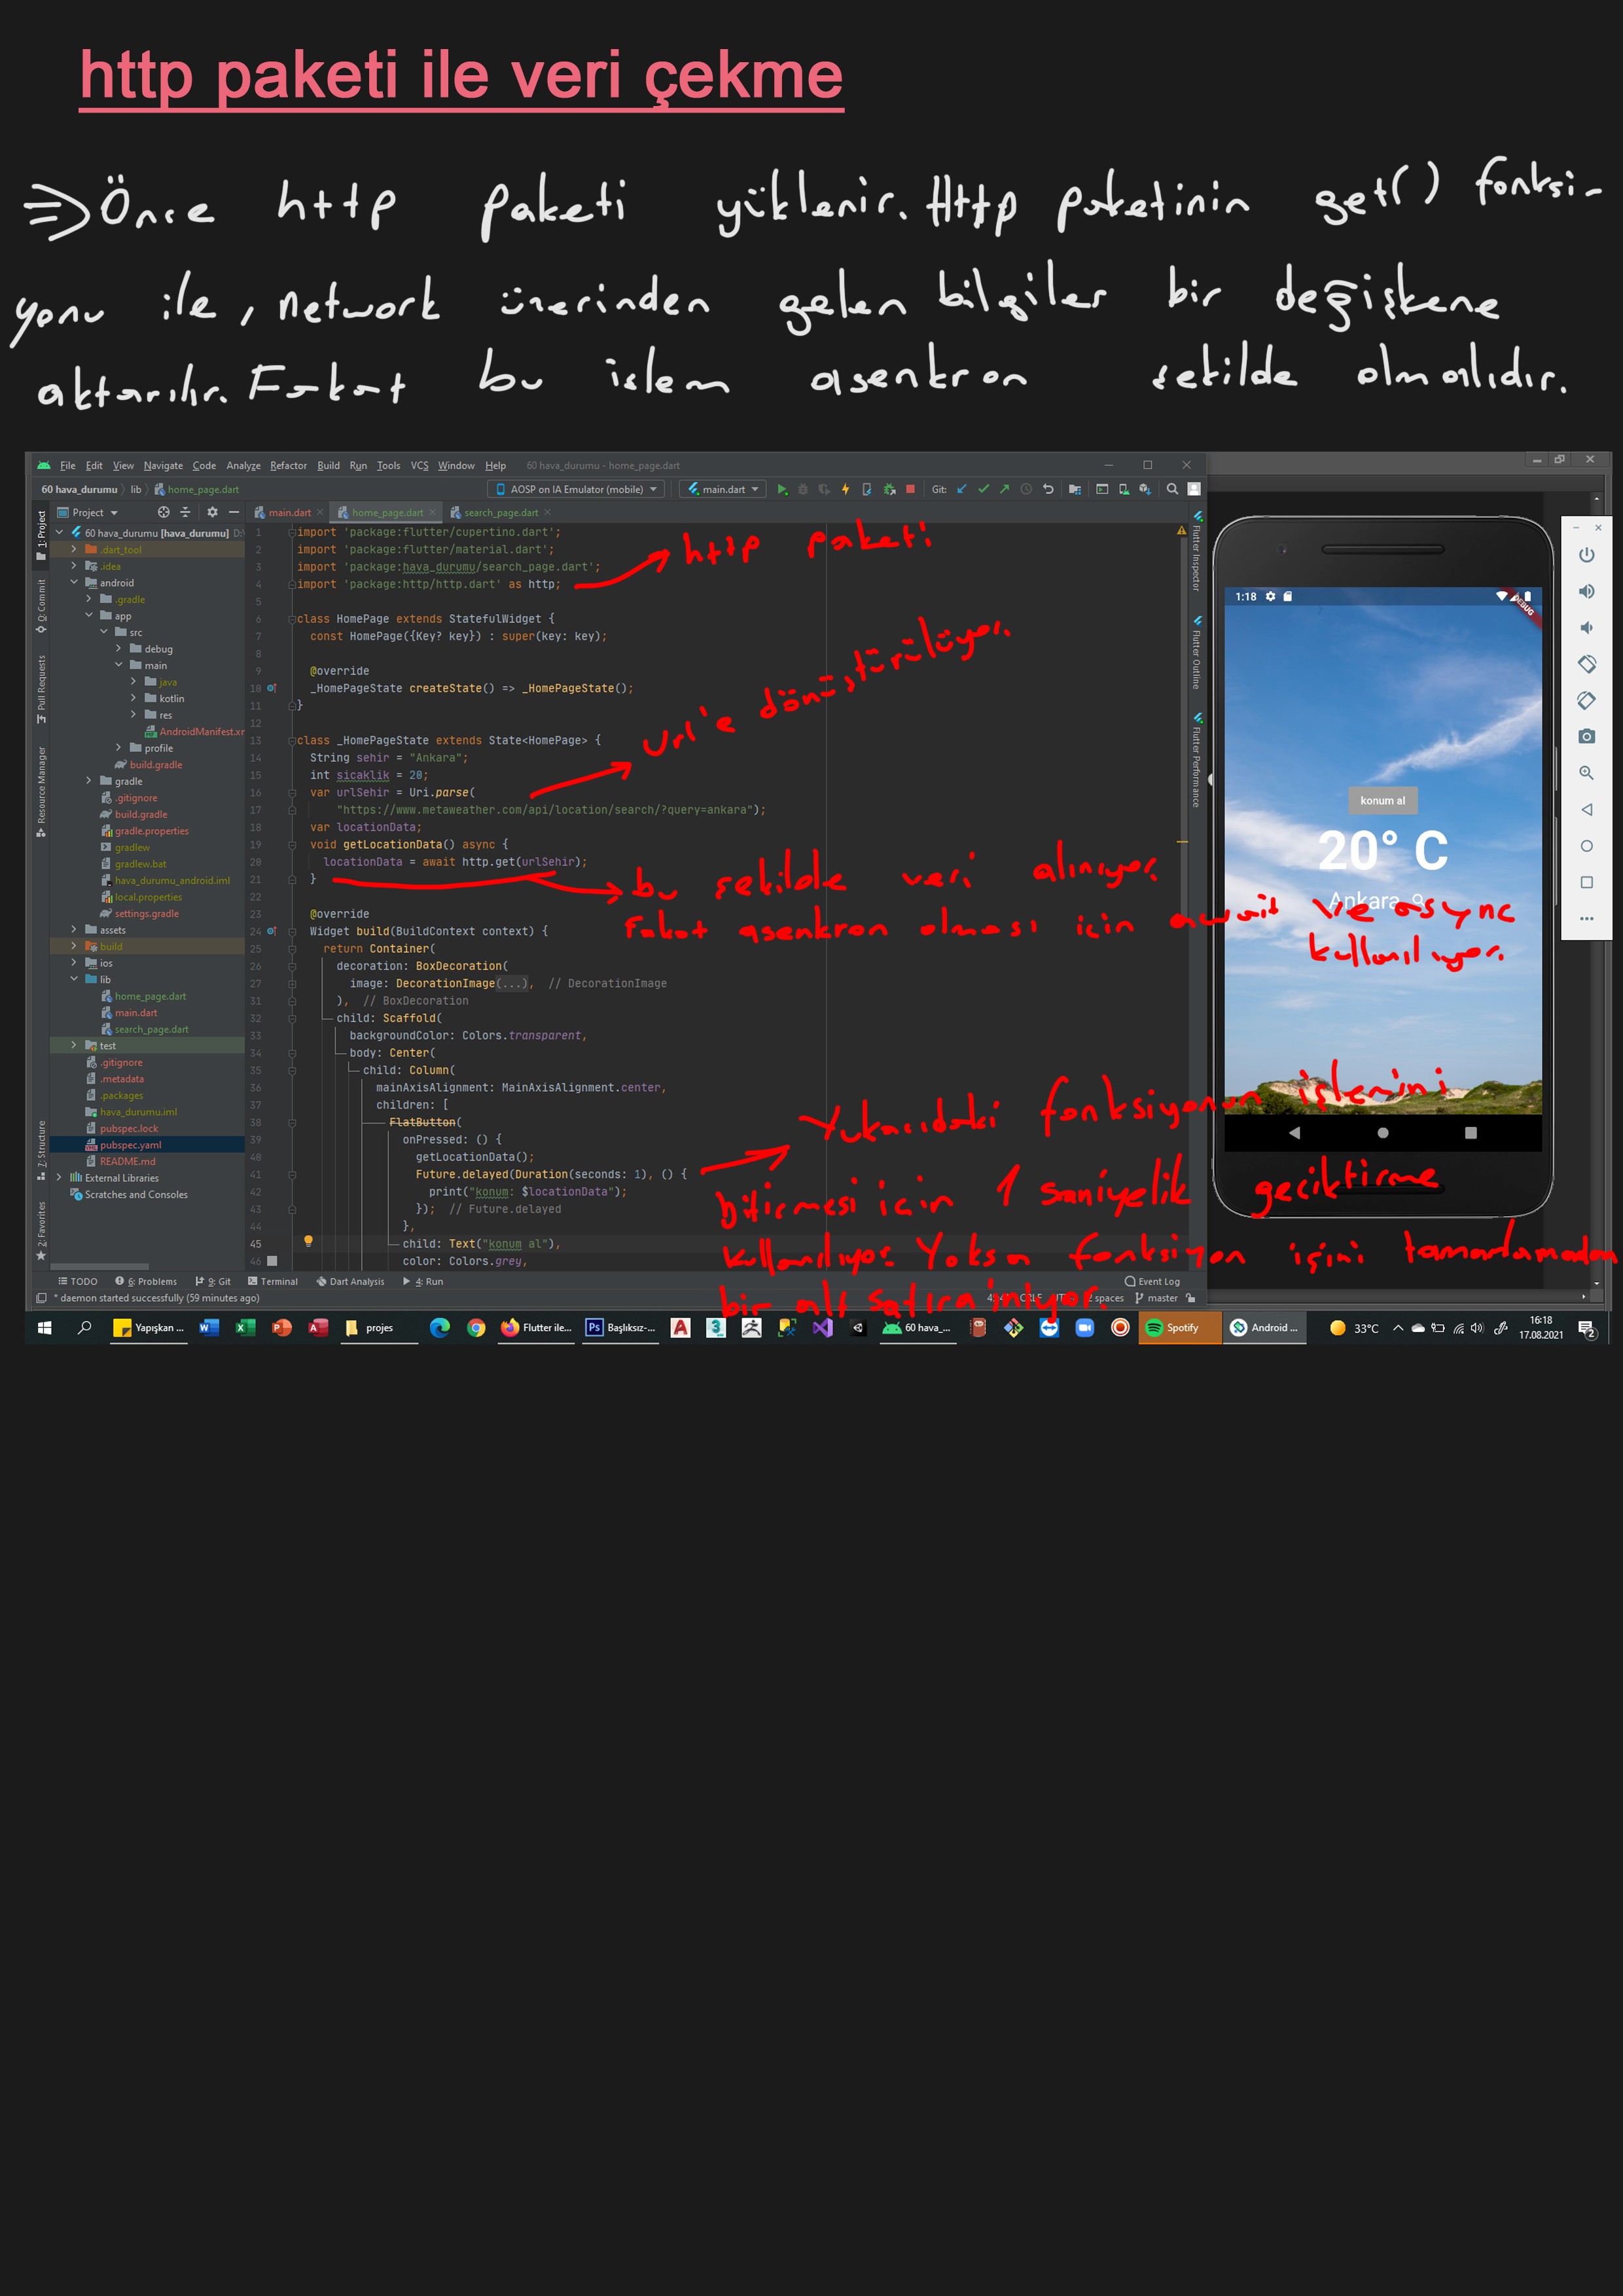 http paketi ile veri çekme
⇒ Önce http paketi yüklenir. Http paketinin get() fonksi-
yonu ile, network üzerinden gelen bilgiler bir değişkene
aktarılır. Fakat bu işlem asenkron şekilde olmalıdır.
File Edit View Navigate Code Analyze Refactor Build Run Tools VCS Window Help 60 hava_durumu - home_page.dart
60 hava_durumu lib home_page.dart AOSP on IA Emulator (mobile) main.dart Git:
Project main.dart home_page.dart search_page.dart
1: Project
0: Commit
Pull Requests
Resource Manager
7: Structure
2: Favorites
60 hava_durumu [hava_durumu] D:\
.dart_tool
.idea
android
.gradle
app
src
debug
main
java
kotlin
res
AndroidManifest.xr
profile
build.gradle
gradle
.gitignore
build.gradle
gradle.properties
gradlew
gradlew.bat
hava_durumu_android.iml
local.properties
settings.gradle
assets
build
ios
lib
home_page.dart
main.dart
search_page.dart
test
.gitignore
.metadata
.packages
hava_durumu.iml
pubspec.lock
pubspec.yaml
README.md
External Libraries
Scratches and Consoles
1 import 'package:flutter/cupertino.dart';
2 import 'package:flutter/material.dart';
3 import 'package:hava_durumu/search_page.dart';
4 import 'package:http/http.dart' as http;
5
6 class HomePage extends StatefulWidget {
7 const HomePage({Key? key}) : super(key: key);
8
9 @override
10 _HomePageState createState() => _HomePageState();
11 }
12
13 class _HomePageState extends State<HomePage> {
14 String sehir = "Ankara";
15 int sicaklik = 20;
16 var urlSehir = Uri.parse(
17 "https://www.metaweather.com/api/location/search/?query=ankara");
18 var locationData;
19 void getLocationData() async {
20 locationData = await http.get(urlSehir);
21 }
22
23 @override
24 Widget build(BuildContext context) {
25 return Container(
26 decoration: BoxDecoration(
27 image: DecorationImage(...), // DecorationImage
31 ), // BoxDecoration
32 child: Scaffold(
33 backgroundColor: Colors.transparent,
34 body: Center(
35 child: Column(
36 mainAxisAlignment: MainAxisAlignment.center,
37 children: [
38 FlatButton(
39 onPressed: () {
40 getLocationData();
41 Future.delayed(Duration(seconds: 1), () {
42 print("konum: $locationData");
43 }); // Future.delayed
44 },
45 child: Text("konum al"),
46 color: Colors.grey,
http paketi
Url'e dönüştürülüyor.
bu şekilde veri alınıyor.
Fakat asenkron olması için await ve async
kullanılıyor.
Yukarıdaki fonksiyonun işlemini
bitirmesi için 1 saniyelik geciktirme
kullanılıyor. Yoksa fonksiyon işini tamamlamadan
bir alt satıra iniyor.
Flutter Inspector
Flutter Outline
Flutter Performance
1:18
DEBUG
konum al
20° C
Ankara
TODO 6: Problems 9: Git Terminal Dart Analysis 4: Run Event Log
* daemon started successfully (59 minutes ago) CRLF 2 spaces master
Yapışkan ... projes Flutter ile... Ps Başlıksız-... 60 hava_... Spotify Android ... 33°C 16:18
17.08.2021 2